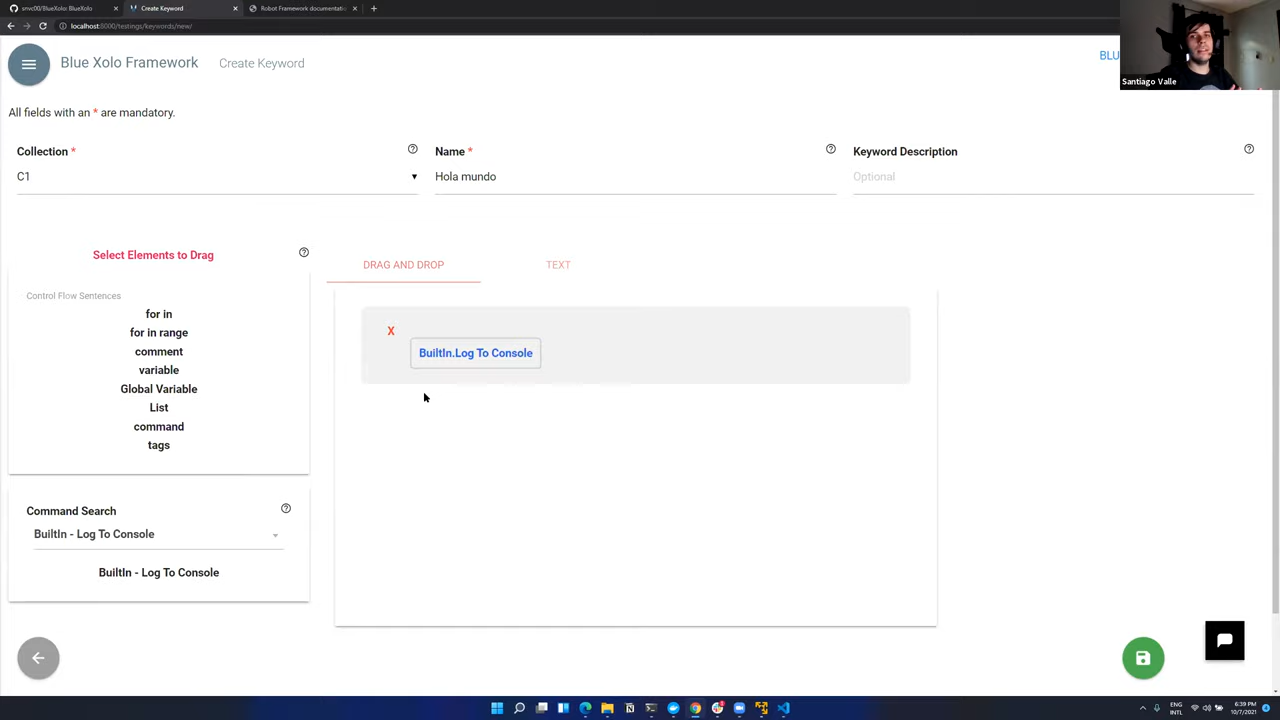 snvc00/BlueXolo: BlueXolo
Create Keyword
Robot Framework documentati
localhost:8000/testings/keywords/new/
Blue Xolo Framework
Create Keyword
BLU
Santiago Valle
All fields with an * are mandatory.
Collection *
Name *
Keyword Description
C1
Hola mundo
Optional
Select Elements to Drag
DRAG AND DROP
TEXT
Control Flow Sentences
for in
for in range
comment
variable
Global Variable
List
command
tags
X
BuiltIn.Log To Console
Command Search
BuiltIn - Log To Console
BuiltIn - Log To Console
ENG
INTL
6:39 PM
10/7/2021